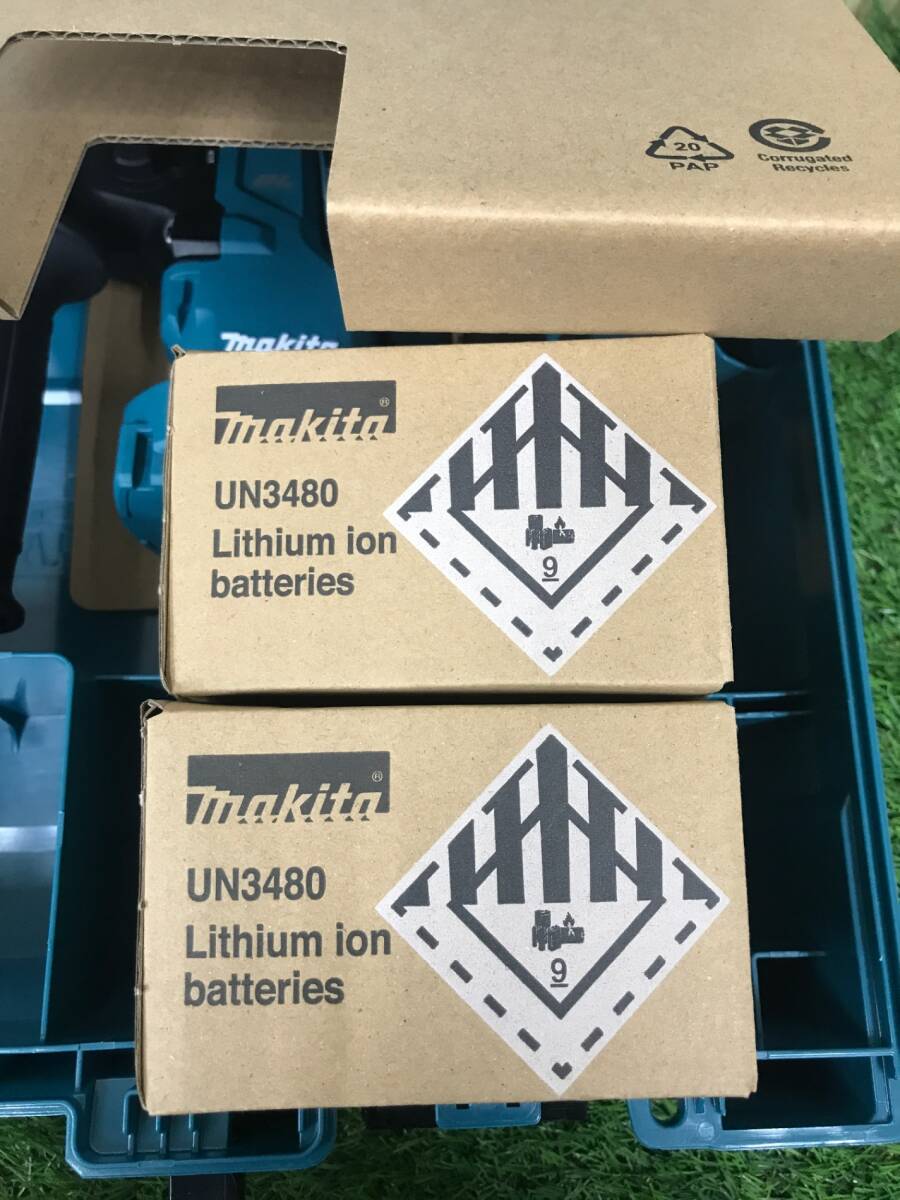 20
PAP
Corrugated
Recycles
makita
makita®
UN3480
Lithium ion
batteries
9
makita®
UN3480
Lithium ion
batteries
9